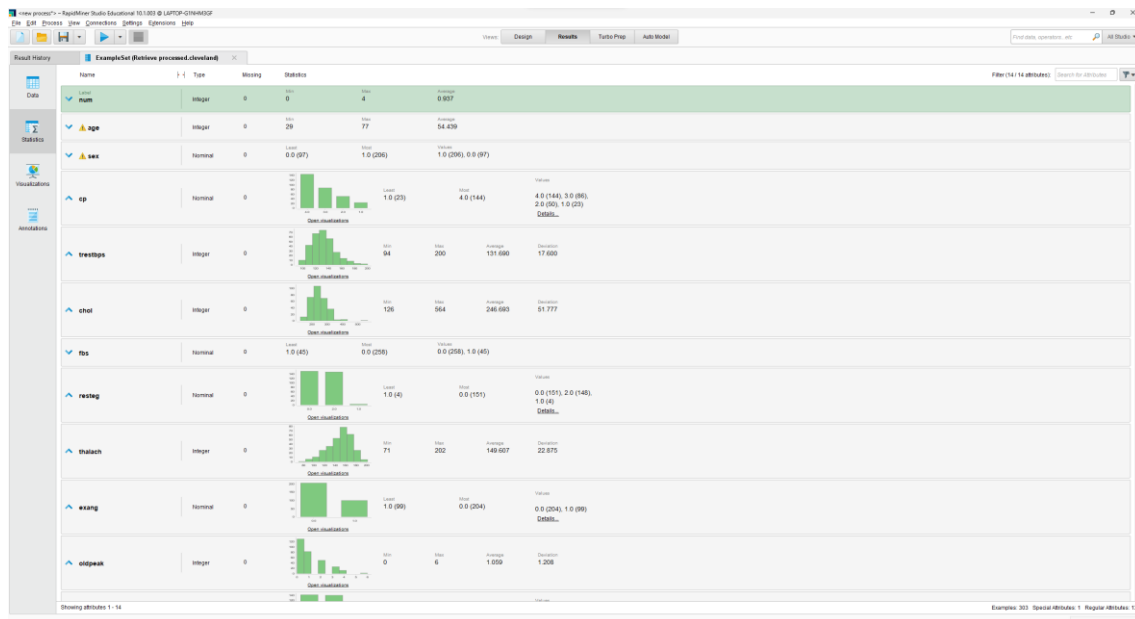 <new process*> – RapidMiner Studio Educational 10.1.003 @ LAPTOP-G1NHM3GF
File Edit Process View Connections Settings Extensions Help
Views Design Results Turbo Prep Auto Model Find data, operators...etc All Studio
Result History ExampleSet (Retrieve processed.cleveland)
Name Type Missing Statistics Filter (14 / 14 attributes): Search for Attributes
Data
Statistics
Visualizations
Annotations
Label Min Max Average
num Integer 0 0 4 0.937
Min Max Average
age Integer 0 29 77 54.439
Least Most Values
sex Nominal 0 0.0 (97) 1.0 (206) 1.0 (206), 0.0 (97)
Least Most Values
cp Nominal 0 1.0 (23) 4.0 (144) 4.0 (144), 3.0 (86),
2.0 (50), 1.0 (23)
Details...
Open visualizations
Min Max Average Deviation
trestbps Integer 0 94 200 131.690 17.600
Open visualizations
Min Max Average Deviation
chol Integer 0 126 564 246.693 51.777
Open visualizations
Least Most Values
fbs Nominal 0 1.0 (45) 0.0 (258) 0.0 (258), 1.0 (45)
Least Most Values
restecg Nominal 0 1.0 (4) 0.0 (151) 0.0 (151), 2.0 (148),
1.0 (4)
Details...
Open visualizations
Min Max Average Deviation
thalach Integer 0 71 202 149.607 22.875
Open visualizations
Least Most Values
exang Nominal 0 1.0 (99) 0.0 (204) 0.0 (204), 1.0 (99)
Details...
Open visualizations
Min Max Average Deviation
oldpeak Integer 0 0 6 1.059 1.208
0 1 2 3 4 5 6
Open visualizations
Values
Showing attributes 1 - 14 Examples: 303 Special Attributes: 1 Regular Attributes: